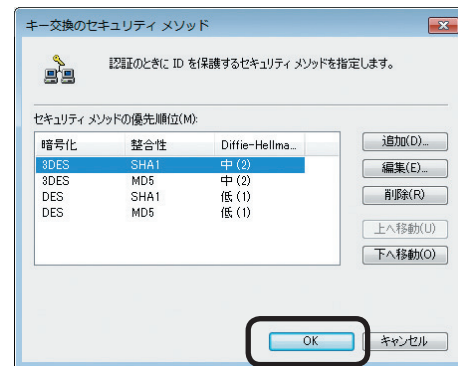 キー交換のセキュリティ メソッド
認証のときに ID を保護するセキュリティ メソッドを指定します。
セキュリティ メソッドの優先順位(M):
暗号化 整合性 Diffie-Hellma...
3DES SHA1 中 (2)
3DES MD5 中 (2)
DES SHA1 低 (1)
DES MD5 低 (1)
追加(D)...
編集(E)...
削除(R)
上へ移動(U)
下へ移動(O)
OK キャンセル